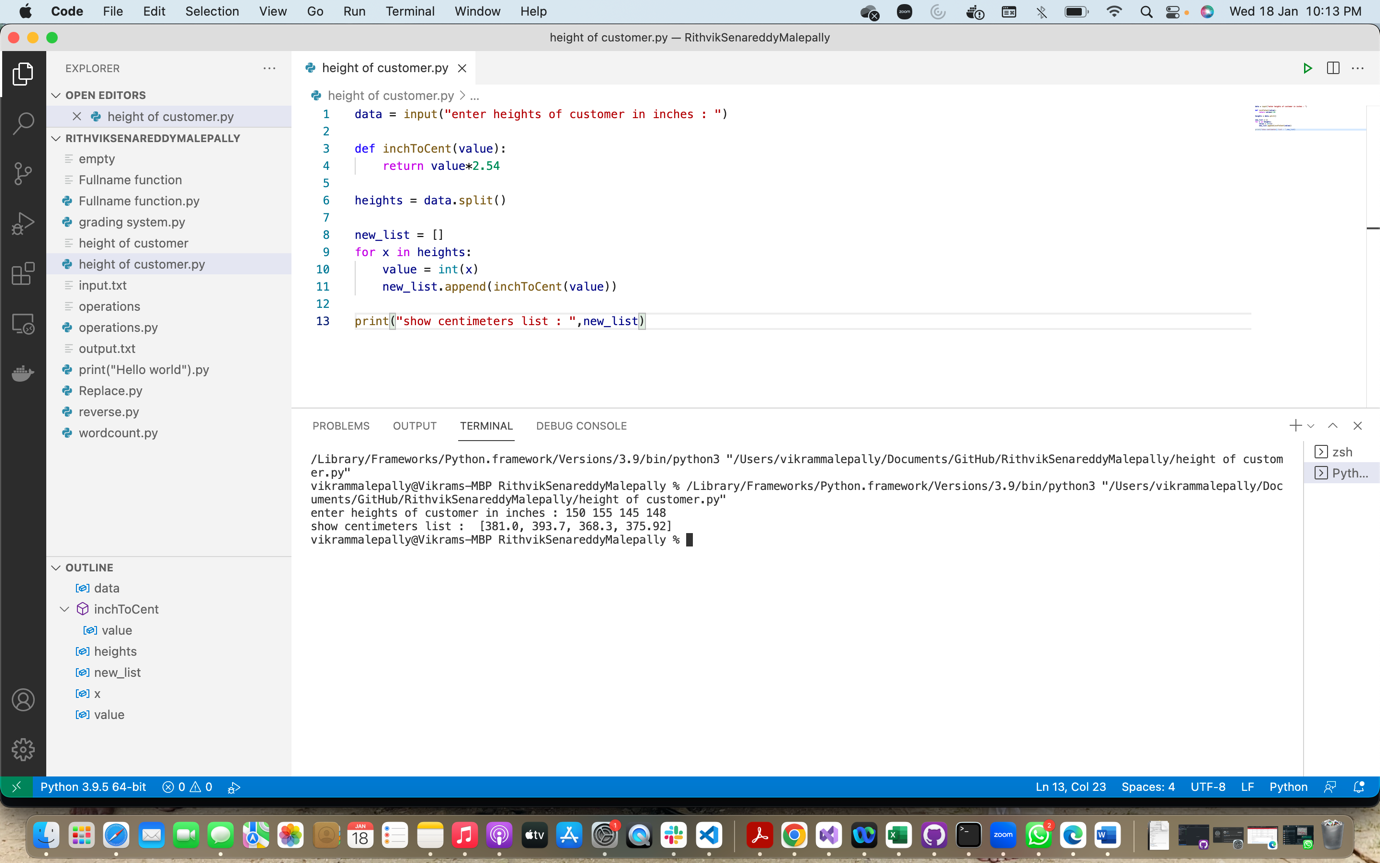 Code File Edit Selection View Go Run Terminal Window Help Wed 18 Jan 10:13 PM
height of customer.py — RithvikSenareddyMalepally
EXPLORER
OPEN EDITORS
height of customer.py
RITHVIKSENAREDDYMALEPALLY
empty
Fullname function
Fullname function.py
grading system.py
height of customer
height of customer.py
input.txt
operations
operations.py
output.txt
print("Hello world").py
Replace.py
reverse.py
wordcount.py
OUTLINE
data
inchToCent
value
heights
new_list
x
value
height of customer.py
height of customer.py > ...
1 data = input("enter heights of customer in inches : ")
2
3 def inchToCent(value):
4     return value*2.54
5
6 heights = data.split()
7
8 new_list = []
9 for x in heights:
10     value = int(x)
11     new_list.append(inchToCent(value))
12
13 print("show centimeters list : ",new_list)
PROBLEMS OUTPUT TERMINAL DEBUG CONSOLE
/Library/Frameworks/Python.framework/Versions/3.9/bin/python3 "/Users/vikrammalepally/Documents/GitHub/RithvikSenareddyMalepally/height of custom
er.py"
vikrammalepally@Vikrams-MBP RithvikSenareddyMalepally % /Library/Frameworks/Python.framework/Versions/3.9/bin/python3 "/Users/vikrammalepally/Doc
uments/GitHub/RithvikSenareddyMalepally/height of customer.py"
enter heights of customer in inches : 150 155 145 148
show centimeters list :  [381.0, 393.7, 368.3, 375.92]
vikrammalepally@Vikrams-MBP RithvikSenareddyMalepally %
zsh
Pyth...
Python 3.9.5 64-bit 0 0 Ln 13, Col 23 Spaces: 4 UTF-8 LF Python
JAN
18
tv
1
zoom
2